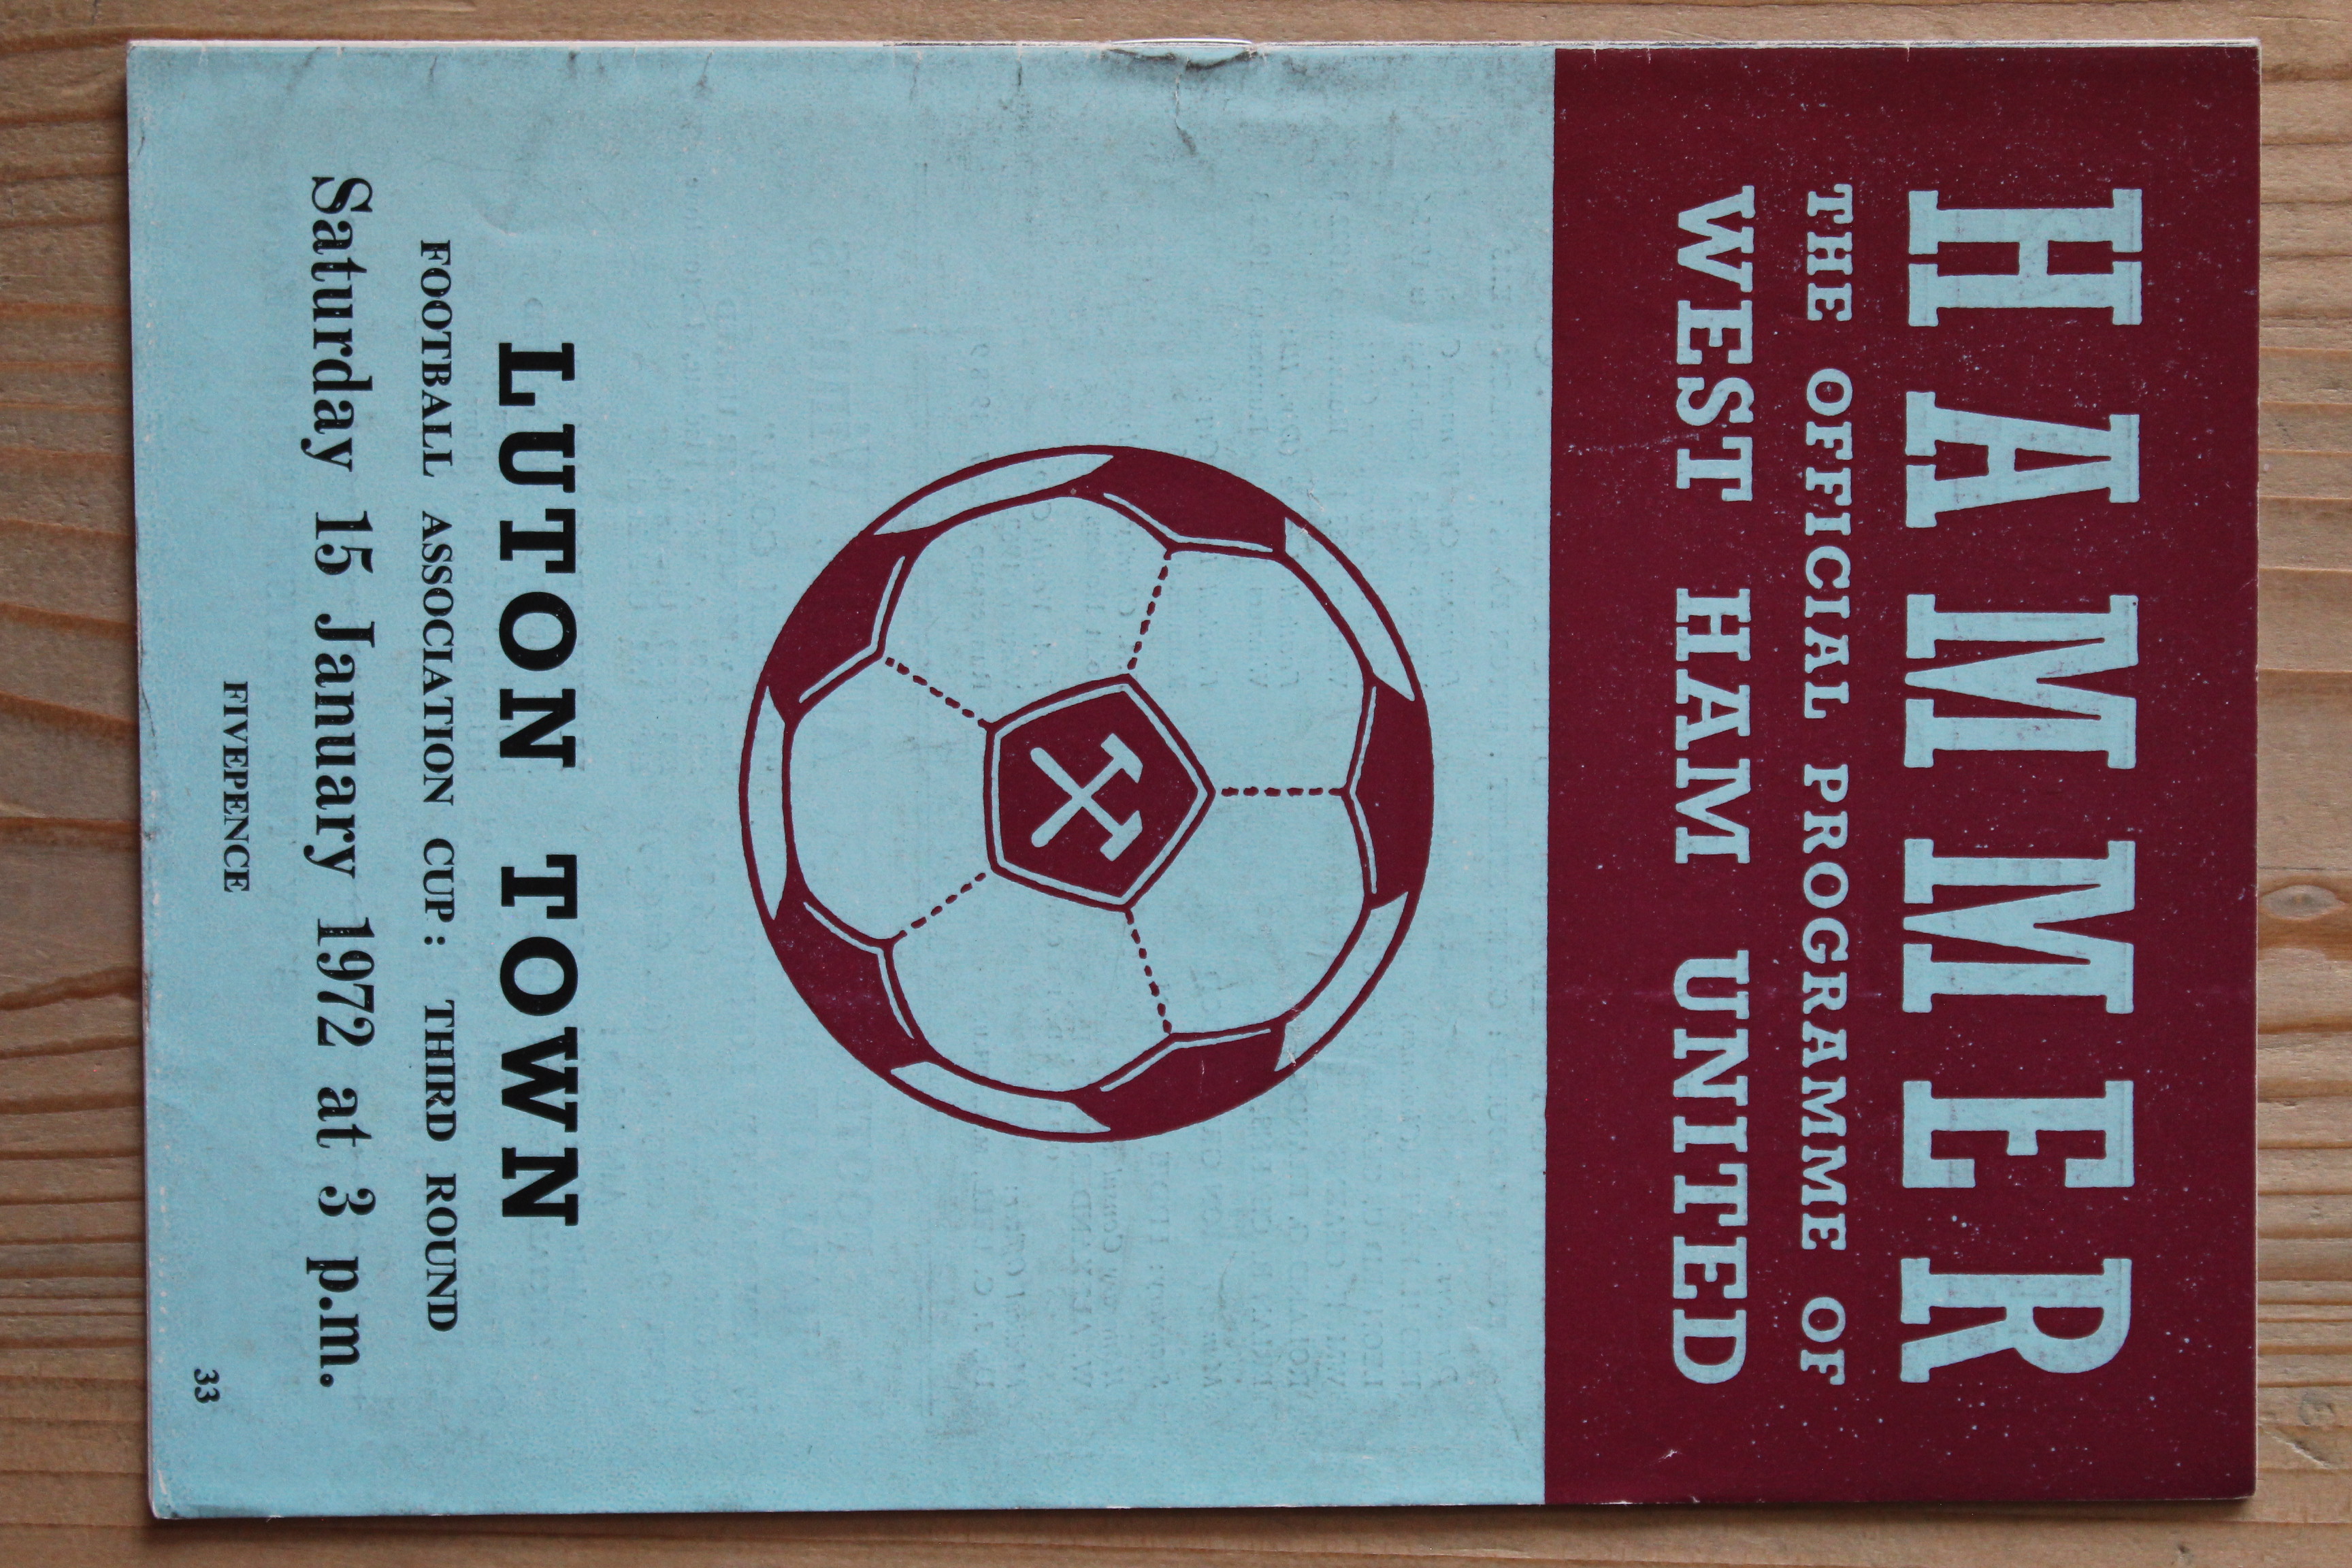 HAMMER
THE OFFICIAL PROGRAMME OF
WEST HAM UNITED
LUTON TOWN
FOOTBALL ASSOCIATION CUP : THIRD ROUND
Saturday 15 January 1972 at 3 p.m.
FIVEPENCE
33